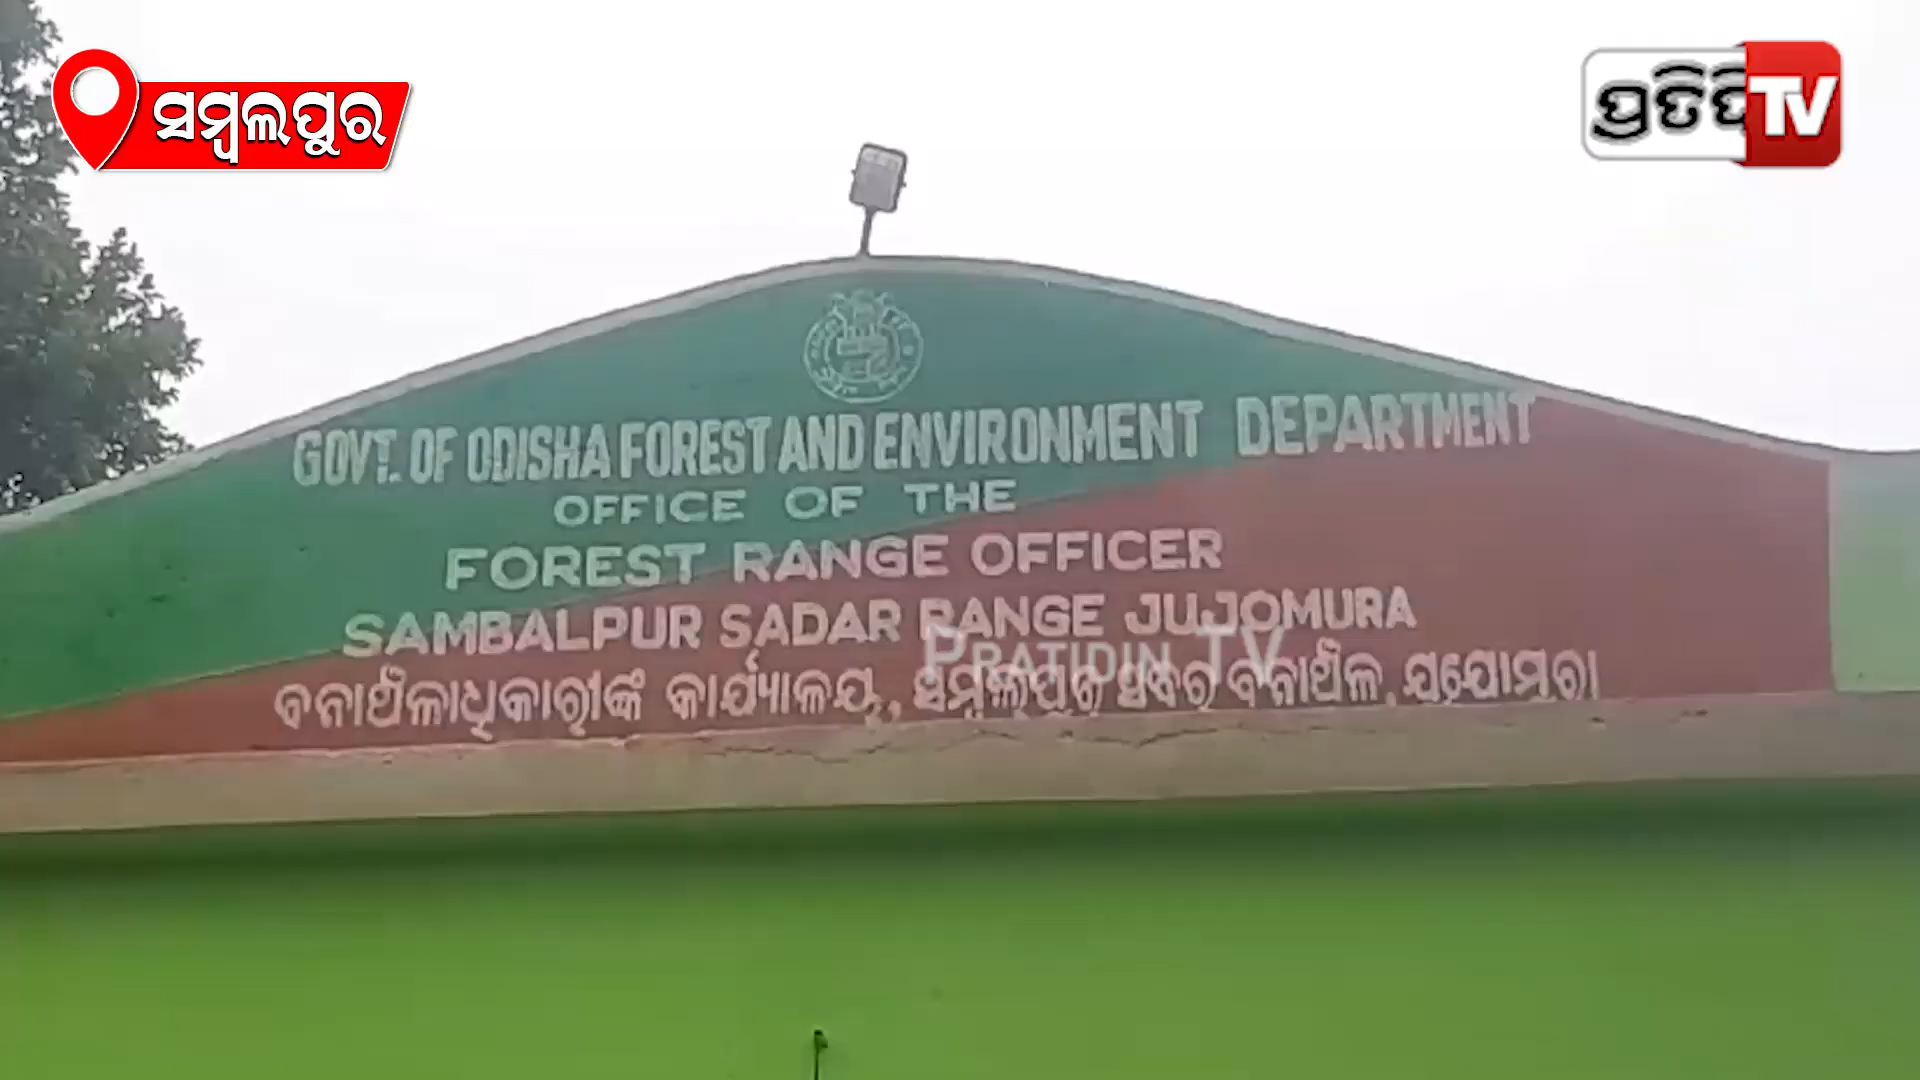 ସମ୍ବଲପୁର
ପ୍ରତିଦି TV
GOVT. OF ODISHA FOREST AND ENVIRONMENT DEPARTMENT
OFFICE OF THE
FOREST RANGE OFFICER
SAMBALPUR SADAR RANGE JUJOMURA
PRATIDIN TV
ବନାଞ୍ଚଳାଧିକାରୀଙ୍କ କାର୍ଯ୍ୟାଳୟ, ସମ୍ବଲପୁର ସଦର ବନାଞ୍ଚଳ, ଯୁଯୋମୁରା